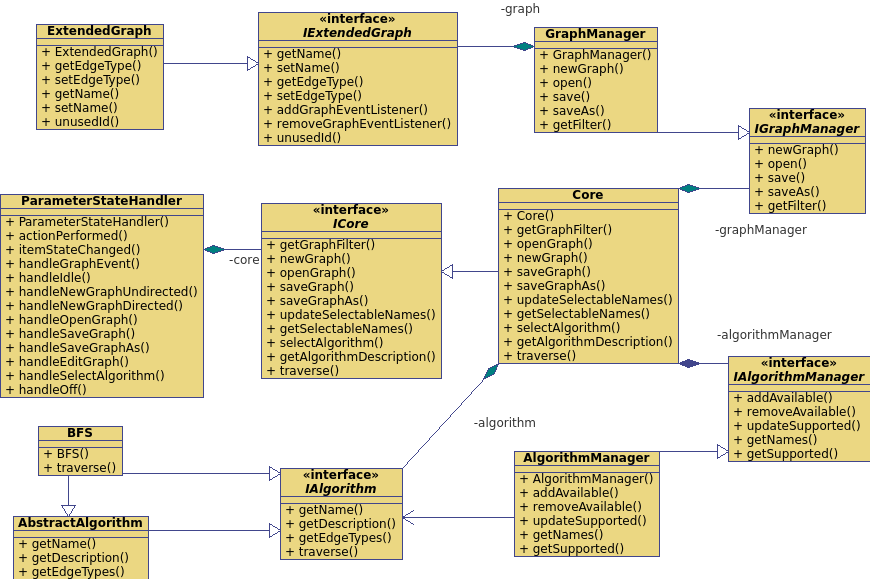 -graph
ExtendedGraph
+ ExtendedGraph()
+ getEdgeType()
+ setEdgeType()
+ getName()
+ setName()
+ unusedId()
«interface»
IExtendedGraph
+ getName()
+ setName()
+ getEdgeType()
+ setEdgeType()
+ addGraphEventListener()
+ removeGraphEventListener()
+ unusedId()
GraphManager
+ GraphManager()
+ newGraph()
+ open()
+ save()
+ saveAs()
+ getFilter()
«interface»
IGraphManager
+ newGraph()
+ open()
+ save()
+ saveAs()
+ getFilter()
-graphManager
ParameterStateHandler
+ ParameterStateHandler()
+ actionPerformed()
+ itemStateChanged()
+ handleGraphEvent()
+ handleIdle()
+ handleNewGraphUndirected()
+ handleNewGraphDirected()
+ handleOpenGraph()
+ handleSaveGraph()
+ handleSaveGraphAs()
+ handleEditGraph()
+ handleSelectAlgorithm()
+ handleOff()
-core
«interface»
ICore
+ getGraphFilter()
+ newGraph()
+ openGraph()
+ saveGraph()
+ saveGraphAs()
+ updateSelectableNames()
+ getSelectableNames()
+ selectAlgorithm()
+ getAlgorithmDescription()
+ traverse()
Core
+ Core()
+ getGraphFilter()
+ openGraph()
+ newGraph()
+ saveGraph()
+ saveGraphAs()
+ updateSelectableNames()
+ getSelectableNames()
+ selectAlgorithm()
+ getAlgorithmDescription()
+ traverse()
-algorithmManager
«interface»
IAlgorithmManager
+ addAvailable()
+ removeAvailable()
+ updateSupported()
+ getNames()
+ getSupported()
-algorithm
BFS
+ BFS()
+ traverse()
AbstractAlgorithm
+ getName()
+ getDescription()
+ getEdgeTypes()
«interface»
IAlgorithm
+ getName()
+ getDescription()
+ getEdgeTypes()
+ traverse()
AlgorithmManager
+ AlgorithmManager()
+ addAvailable()
+ removeAvailable()
+ updateSupported()
+ getNames()
+ getSupported()